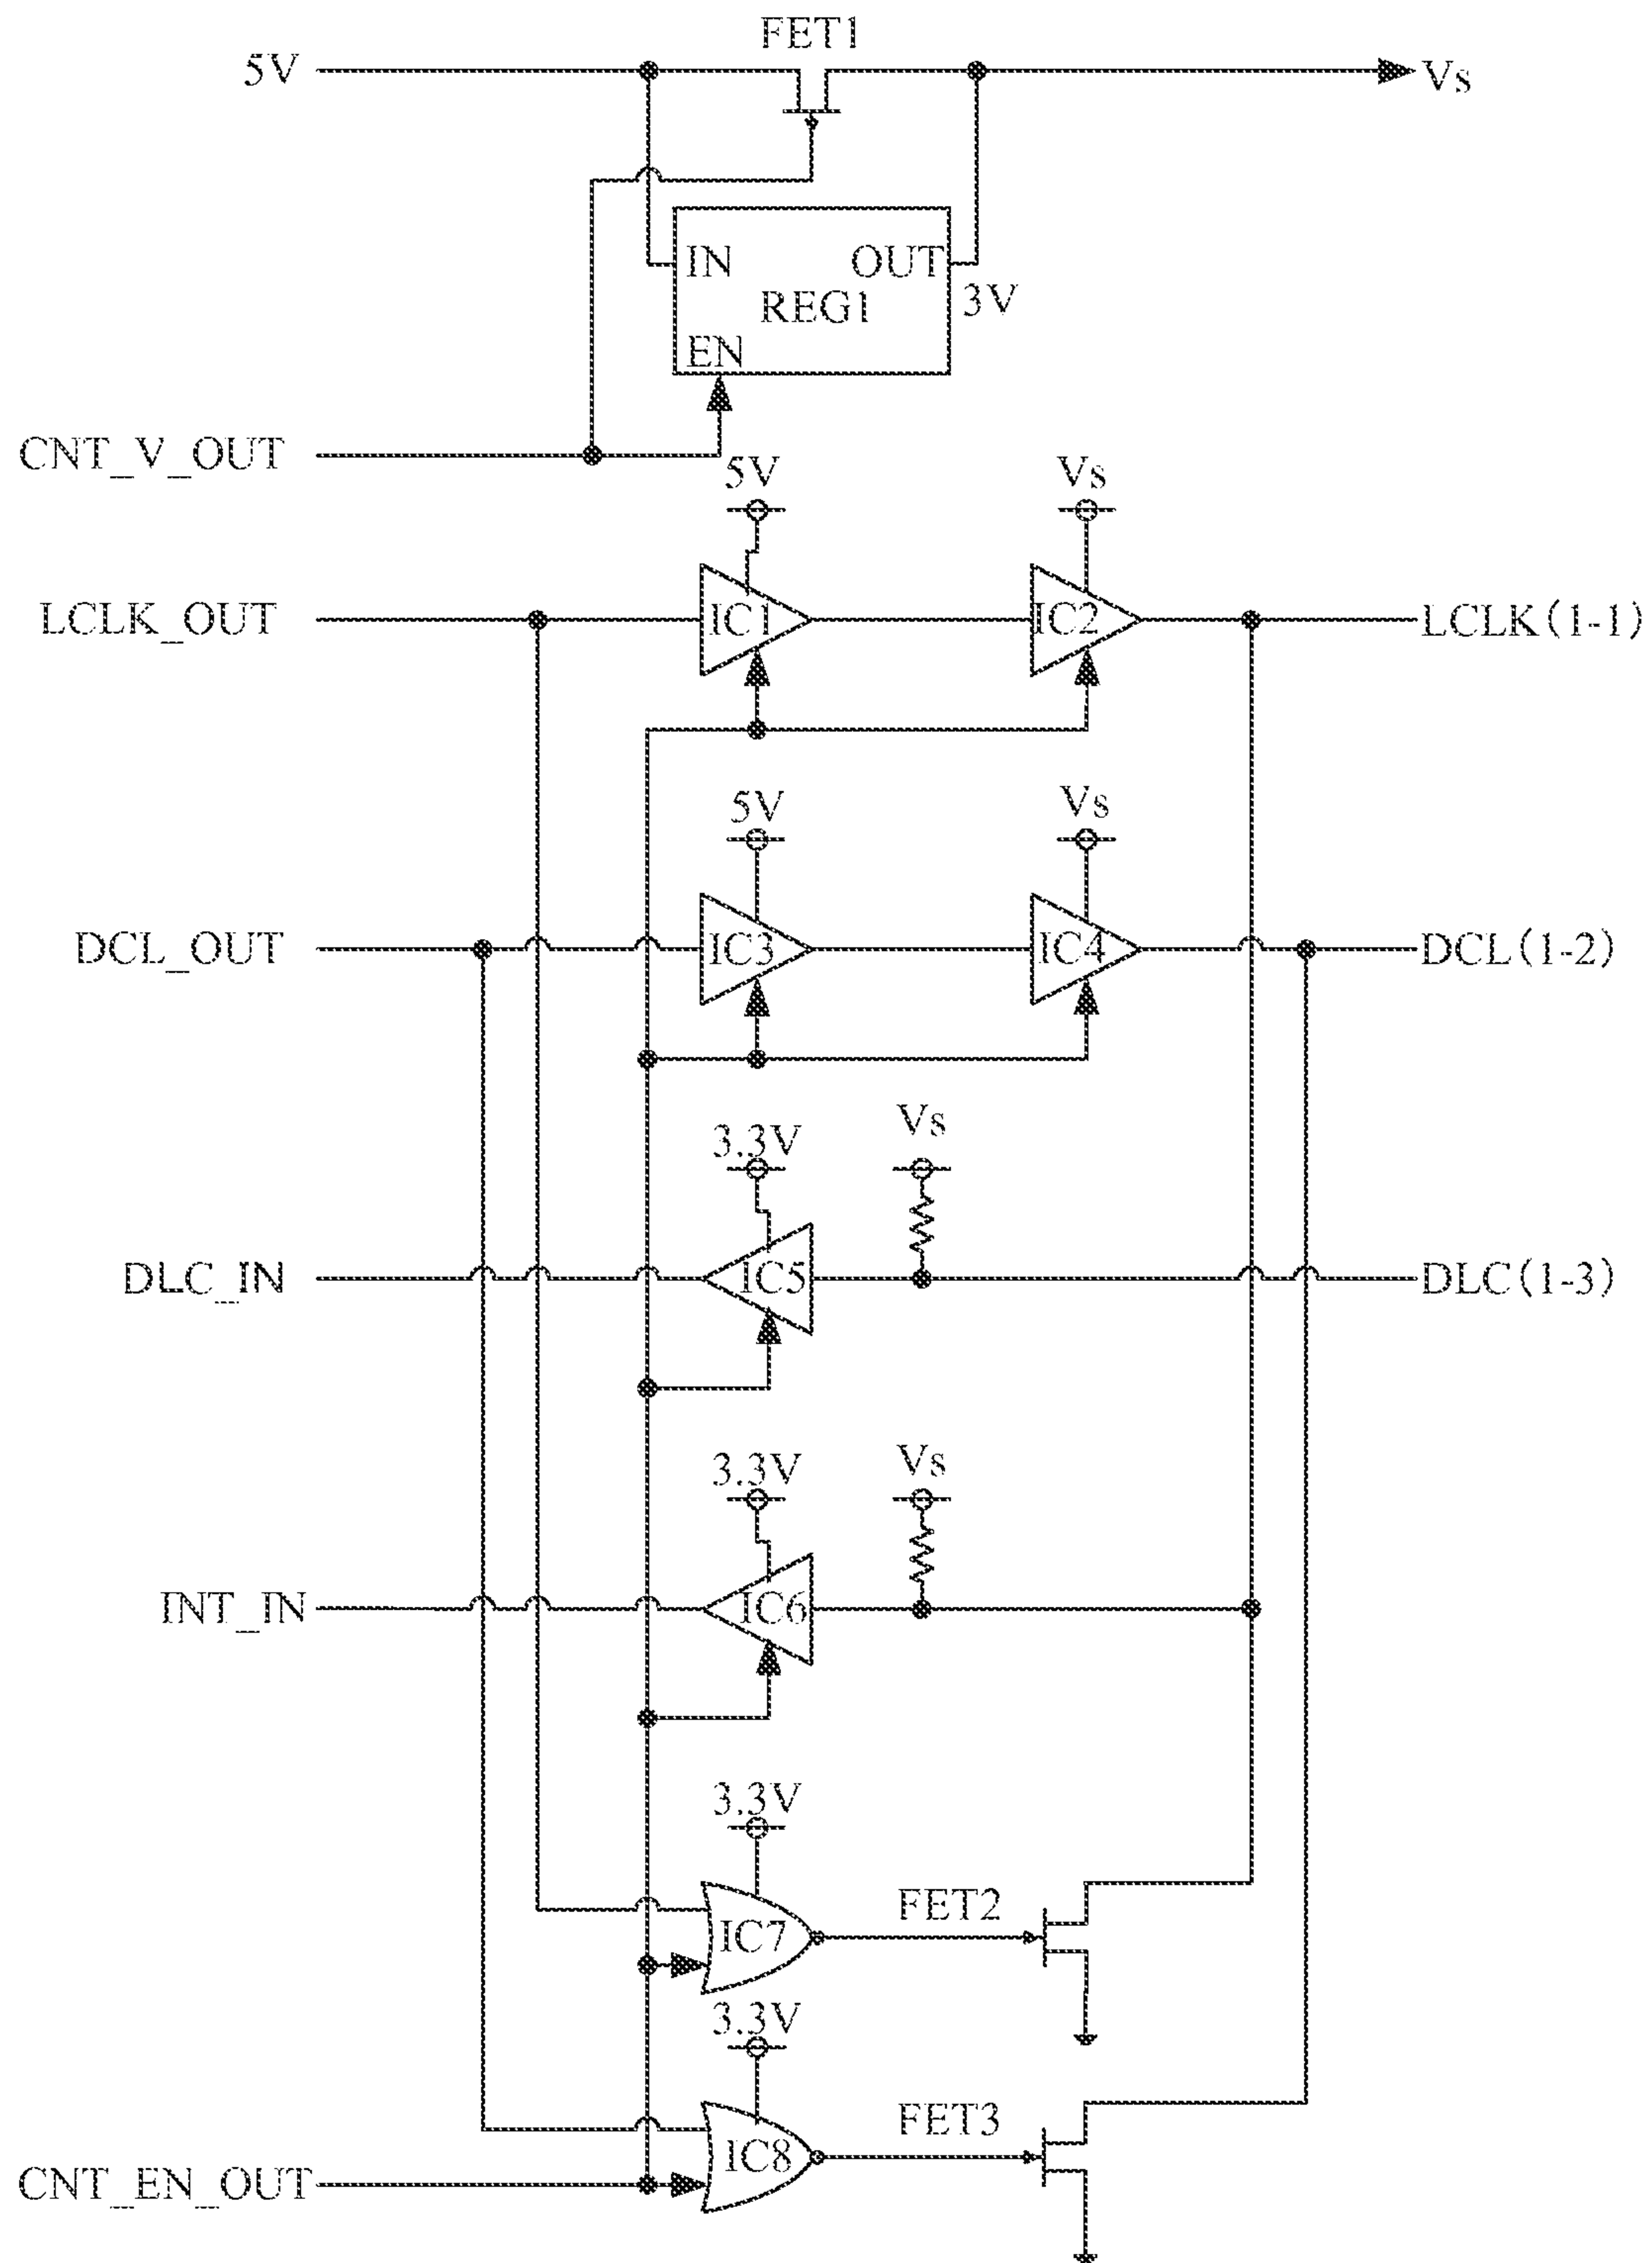 FET1
5V
Vs
IN
OUT
REG1
3V
EN
CNT_V_OUT
5V
Vs
LCLK_OUT
IC1
IC2
LCLK(1-1)
5V
Vs
DCL_OUT
IC3
IC4
DCL(1-2)
3.3V
Vs
DLC_IN
IC5
DLC(1-3)
3.3V
Vs
INT_IN
IC6
3.3V
FET2
IC7
3.3V
FET3
IC8
CNT_EN_OUT